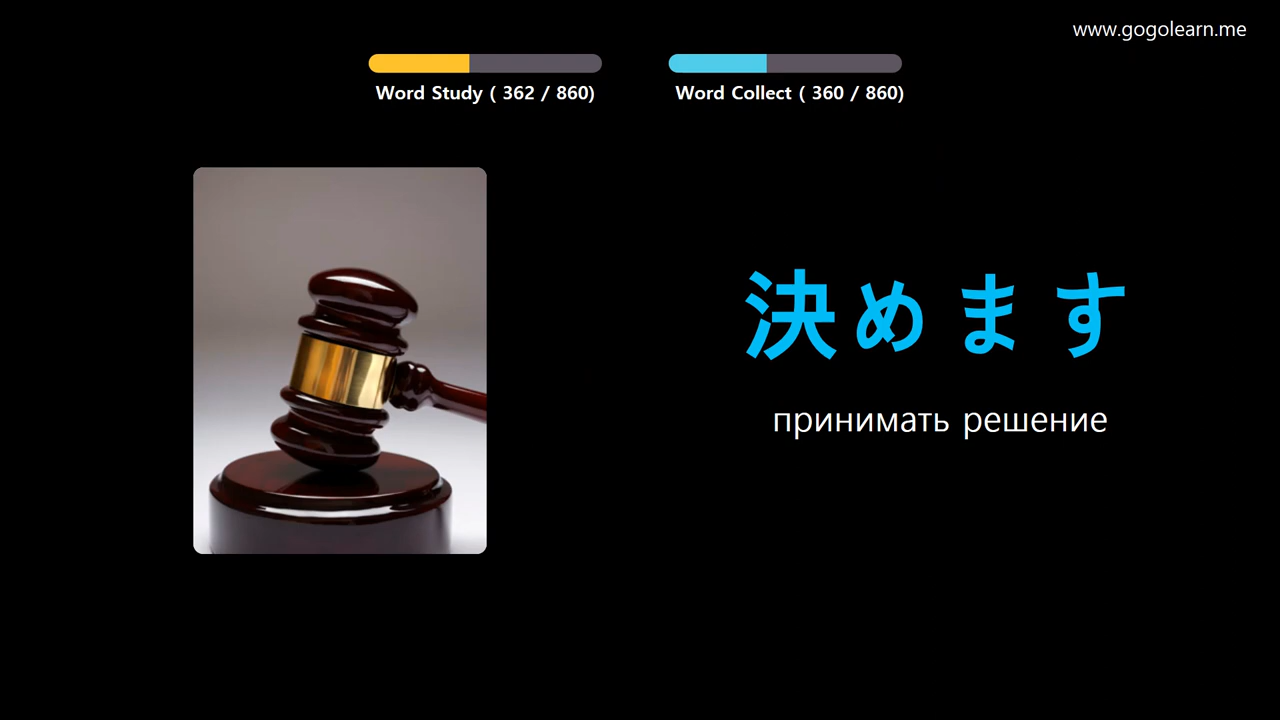 www.gogolearn.me
Word Study ( 362 / 860)
Word Collect ( 360 / 860)
決めます
принимать решение